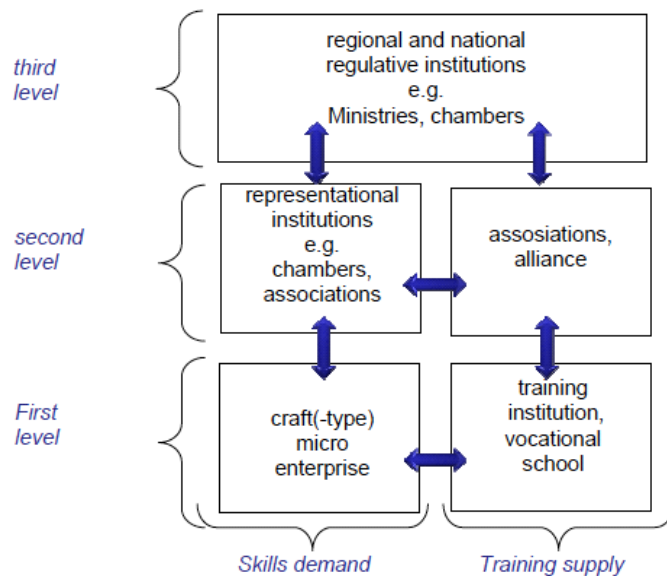 third
level
regional and national
regulative institutions
e.g.
Ministries, chambers
second
level
representational
institutions
e.g.
chambers,
associations
assosiations,
alliance
First
level
craft(-type)
micro
enterprise
training
institution,
vocational
school
Skills demand
Training supply